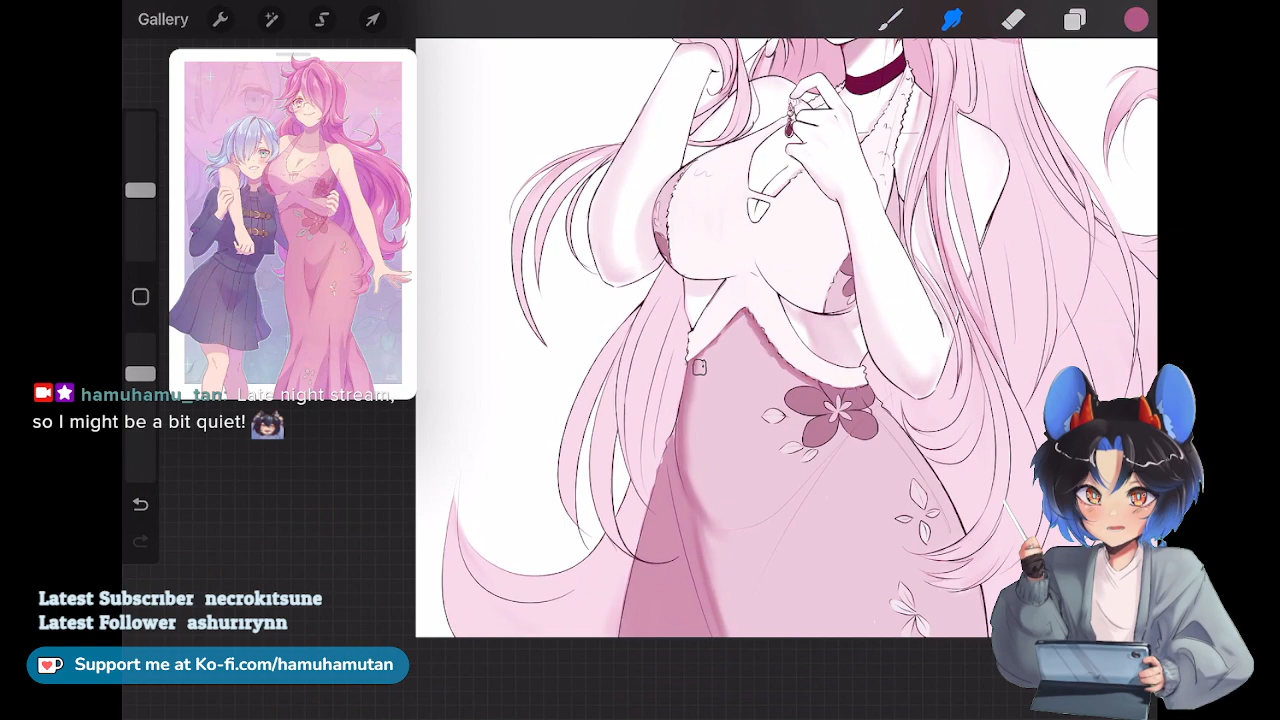 Gallery
hamuhamu_tan: Late night stream,
so I might be a bit quiet!
Latest Subscriber necrokitsune
Latest Follower ashurirynn
Support me at Ko-fi.com/hamuhamutan